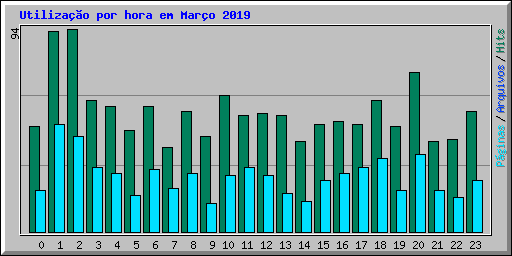 Utilização por hora em Março 2019
94
Páginas / Arquivos / Hits
0 1 2 3 4 5 6 7 8 9 10 11 12 13 14 15 16 17 18 19 20 21 22 23